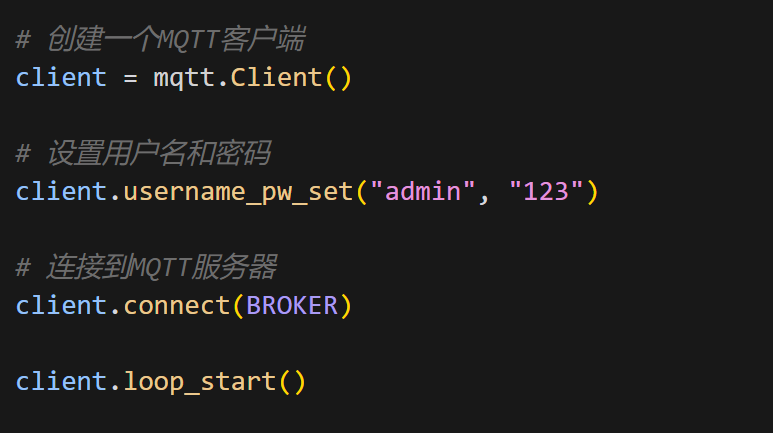 # 创建一个MQTT客户端
client = mqtt.Client()
# 设置用户名和密码
client.username_pw_set("admin", "123")
# 连接到MQTT服务器
client.connect(BROKER)
client.loop_start()